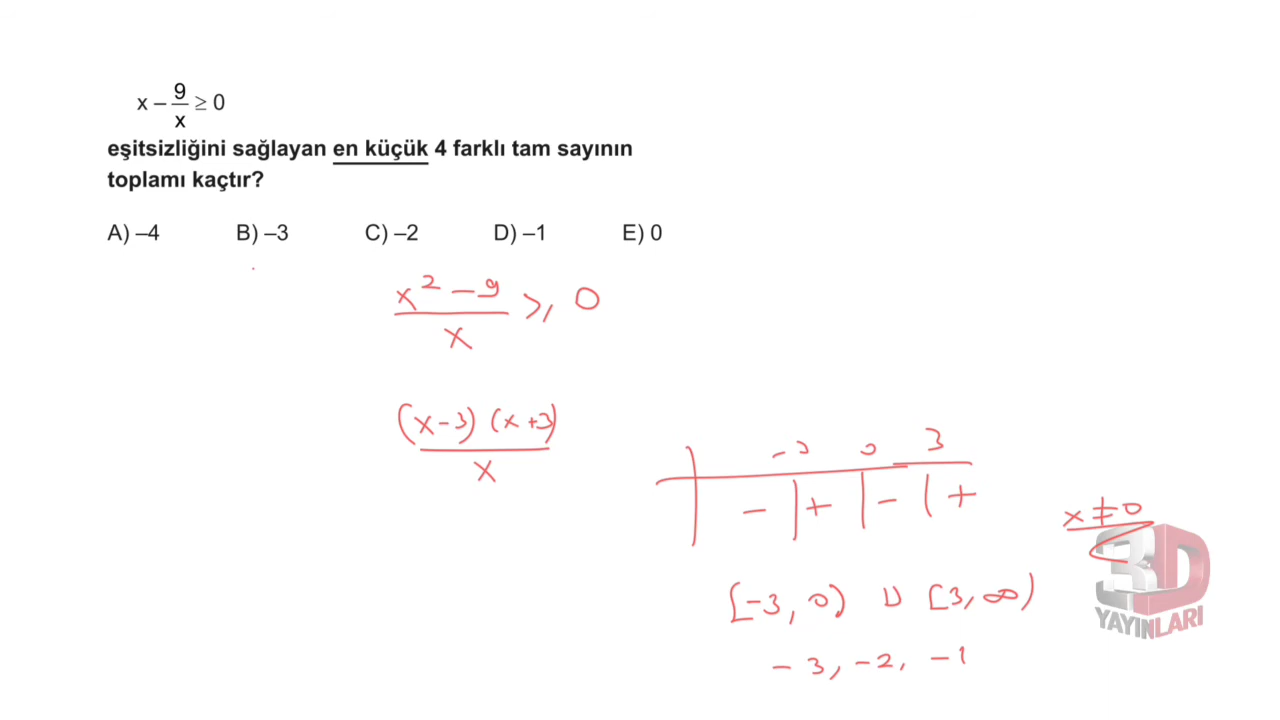 x − 9/x ≥ 0
eşitsizliğini sağlayan en küçük 4 farklı tam sayının
toplamı kaçtır?
A) –4 B) –3 C) –2 D) –1 E) 0
x² − 9 / x ≥ 0
(x−3) (x+3) / x
−3 0 3
− + − +
x ≠ 0
[−3, 0) ∪ [3, ∞)
−3, −2, −1
3D
YAYINLARI